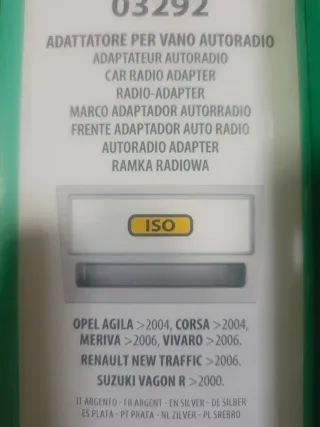 03292
ADATTATORE PER VANO AUTORADIO
ADAPTATEUR AUTORADIO
CAR RADIO ADAPTER
RADIO-ADAPTER
MARCO ADAPTADOR AUTORRADIO
FRENTE ADAPTADOR AUTO RADIO
AUTORADIO ADAPTER
RAMKA RADIOWA
ISO
OPEL AGILA >2004, CORSA >2004,
MERIVA >2006, VIVARO >2006.
RENAULT NEW TRAFFIC >2006.
SUZUKI VAGON R >2000.
IT ARGENTO - FR ARGENT - EN SILVER - DE SILBER
ES PLATA - PT PRATA - NL ZILVER - PL SREBRO